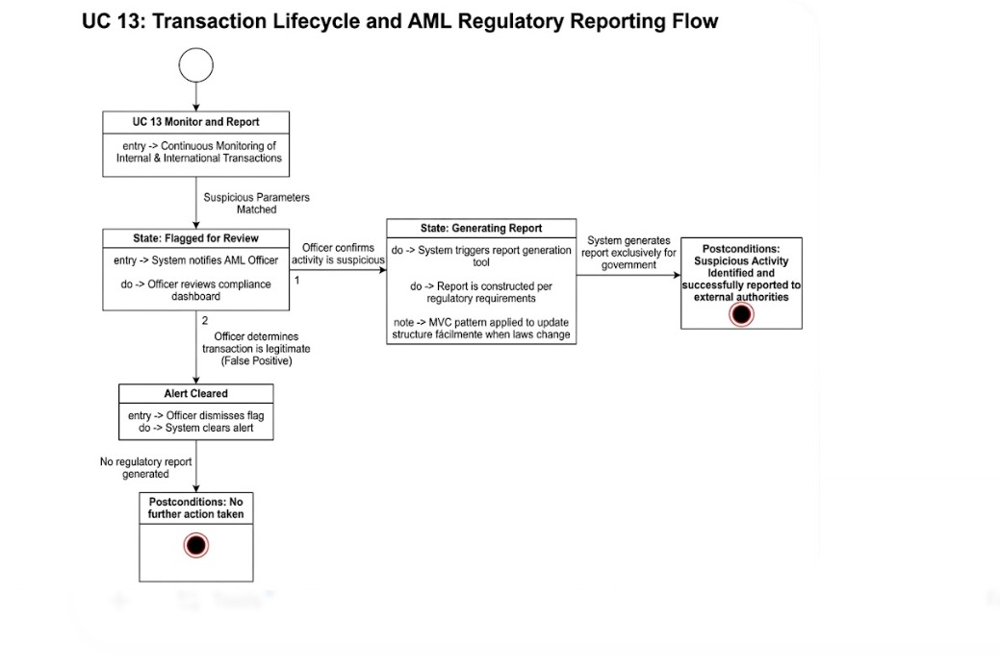 UC 13: Transaction Lifecycle and AML Regulatory Reporting Flow
UC 13 Monitor and Report
entry -> Continuous Monitoring of
Internal & International Transactions
Suspicious Parameters
Matched
State: Flagged for Review
entry -> System notifies AML Officer
do -> Officer reviews compliance
dashboard
Officer confirms
activity is suspicious
1
State: Generating Report
do -> System triggers report generation
tool
do -> Report is constructed per
regulatory requirements
note -> MVC pattern applied to update
structure fácilmente when laws change
System generates
report exclusively for
government
Postconditions:
Suspicious Activity
Identified and
successfully reported to
external authorities
2
Officer determines
transaction is legitimate
(False Positive)
Alert Cleared
entry -> Officer dismisses flag
do -> System clears alert
No regulatory report
generated
Postconditions: No
further action taken